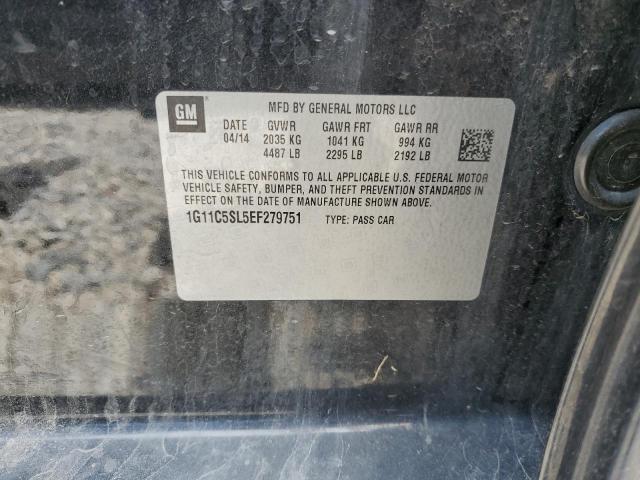 GM
MFD BY GENERAL MOTORS LLC
DATE GVWR GAWR FRT GAWR RR
04/14 2035 KG 1041 KG 994 KG
4487 LB 2295 LB 2192 LB
THIS VEHICLE CONFORMS TO ALL APPLICABLE U.S. FEDERAL MOTOR
VEHICLE SAFETY, BUMPER, AND THEFT PREVENTION STANDARDS IN
EFFECT ON THE DATE OF MANUFACTURE SHOWN ABOVE.
1G11C5SL5EF279751 TYPE: PASS CAR